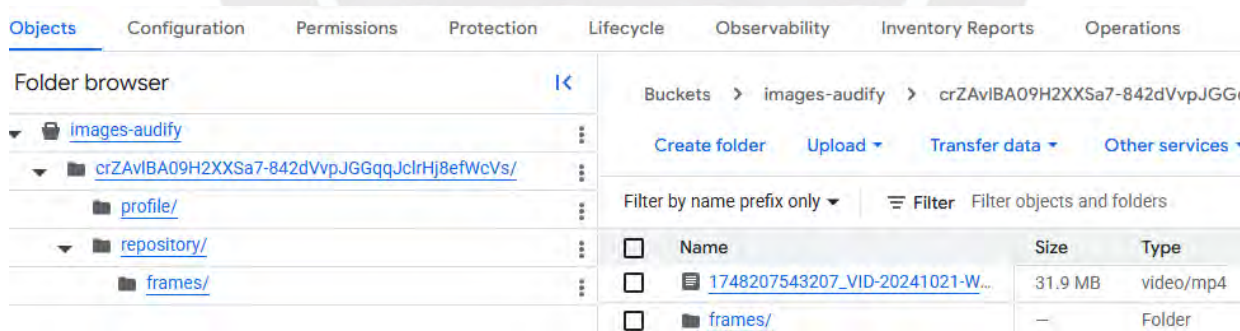 Objects Configuration Permissions Protection Lifecycle Observability Inventory Reports Operations
Folder browser
images-audify
crZAvIBA09H2XXSa7-842dVvpJGGqqJclrHj8efWcVs/
profile/
repository/
frames/
Buckets > images-audify > crZAvIBA09H2XXSa7-842dVvpJGG
Create folder Upload Transfer data Other services
Filter by name prefix only Filter Filter objects and folders
Name Size Type
1748207543207_VID-20241021-W... 31.9 MB video/mp4
frames/ — Folder